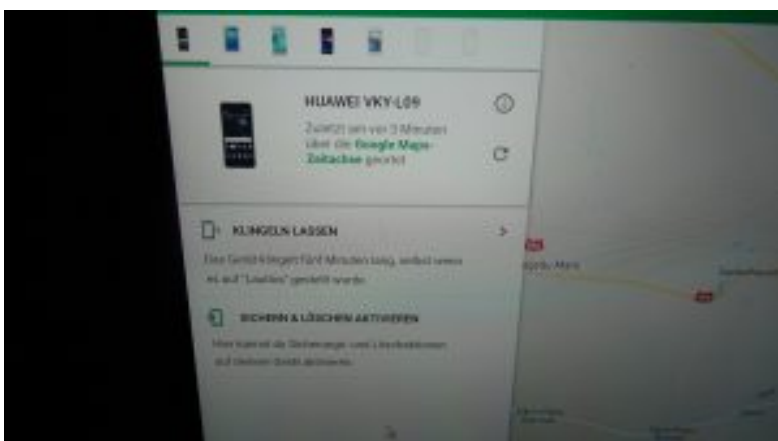 HUAWEI VKY-L09
Zuletzt um vor 3 Minuten
über die Google Maps-
Zeitachse geortet
KLINGELN LASSEN
Das Gerät klingelt fünf Minuten lang, selbst wenn
es auf "Lautlos" gestellt wurde.
SICHERN & LÖSCHEN AKTIVIEREN
Hier kannst du Sicherungs- und Löschaktionen
auf deinem Gerät aktivieren.